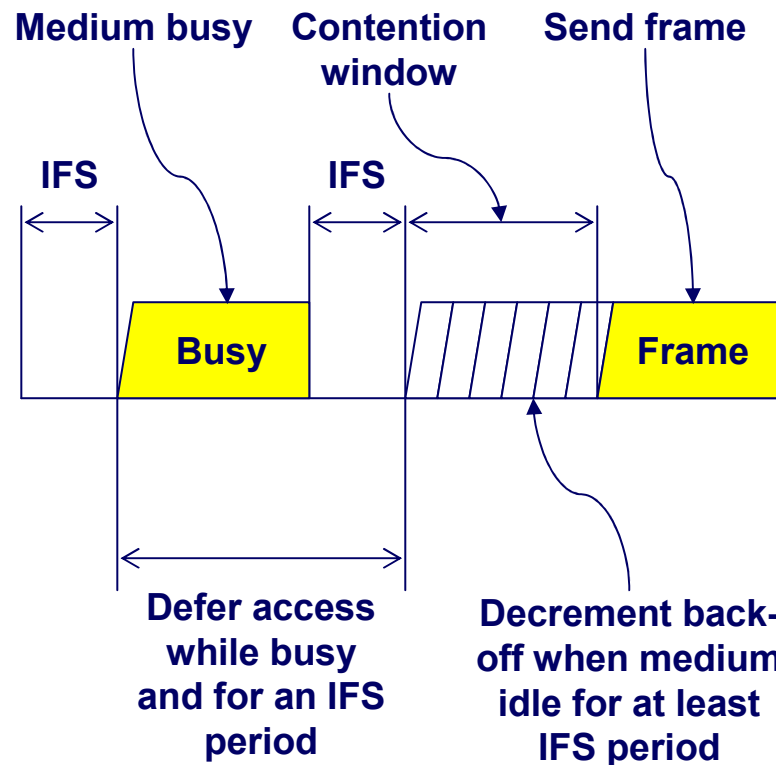 Medium busy
Contention
window
Send frame
IFS
IFS
Busy
Frame
Defer access
while busy
and for an IFS
period
Decrement back-
off when medium
idle for at least
IFS period